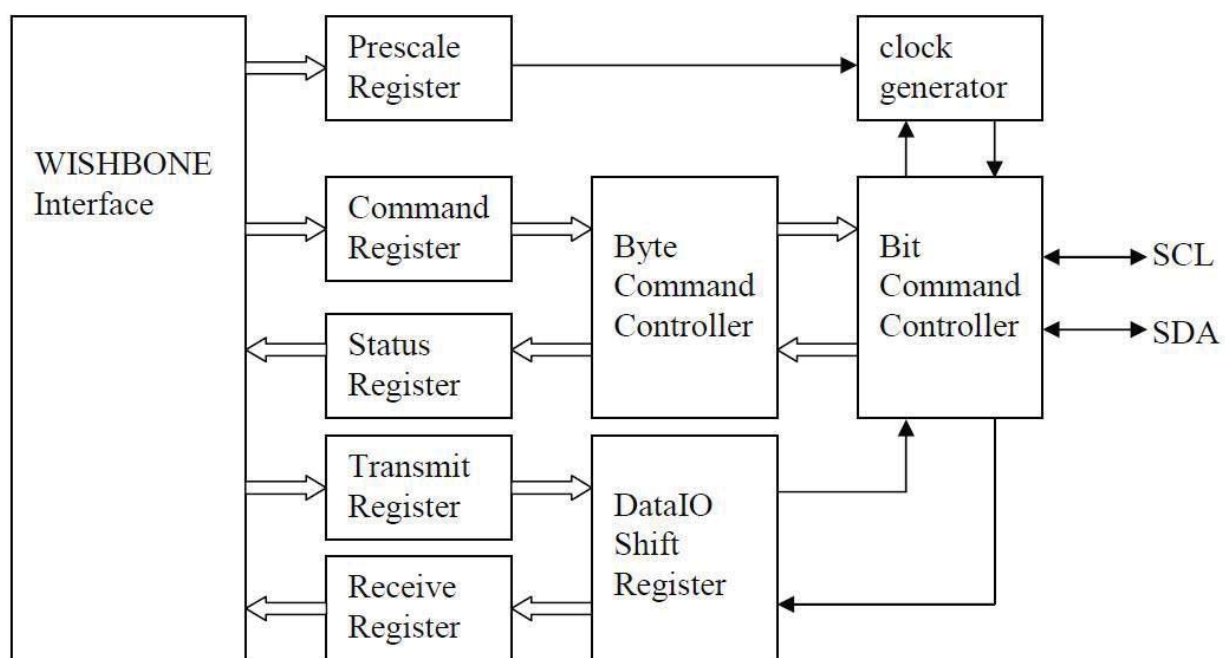 WISHBONE
Interface
Prescale
Register
clock
generator
Command
Register
Byte
Command
Controller
Bit
Command
Controller
SCL
SDA
Status
Register
Transmit
Register
DataIO
Shift
Register
Receive
Register